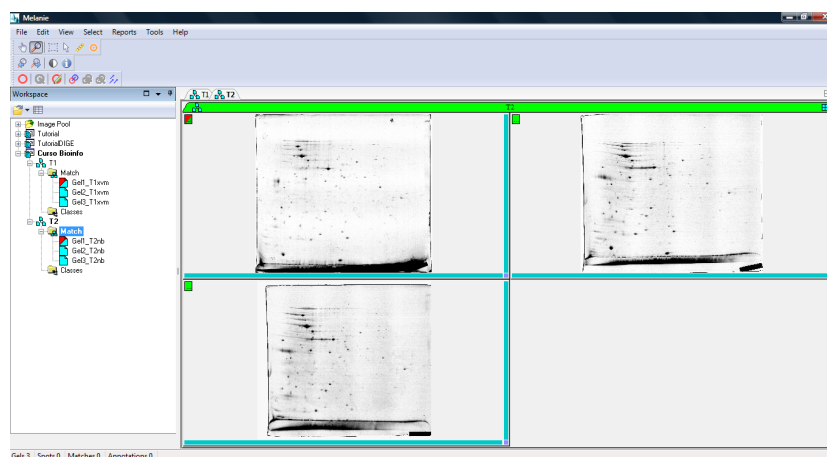 Melanie
File Edit View Select Reports Tools Help
Workspace
T1 T2
T2
Image Pool
Tutorial
TutorialDIGE
Curso Bioinfo
T1
Match
Gel1_T1xvm
Gel2_T1xvm
Gel3_T1xvm
Classes
T2
Match
Gel1_T2nb
Gel2_T2nb
Gel3_T2nb
Classes
Gels 3 Spots 0 Matches 0 Annotations 0